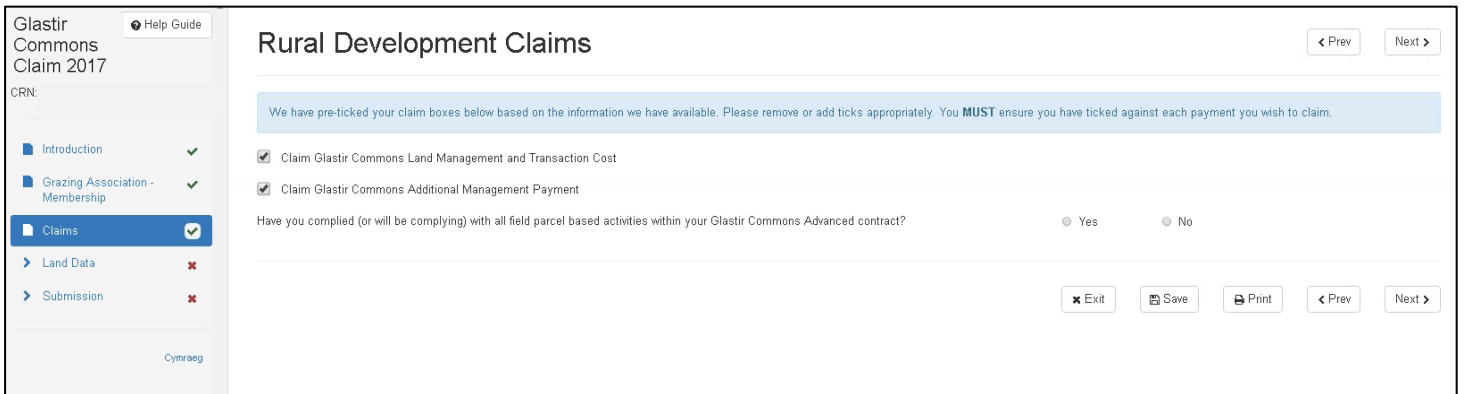 Glastir
Commons
Claim 2017
Help Guide
CRN:
Introduction
Grazing Association -
Membership
Claims
Land Data
Submission
Cymraeg
Rural Development Claims
Prev
Next
We have pre-ticked your claim boxes below based on the information we have available. Please remove or add ticks appropriately. You MUST ensure you have ticked against each payment you wish to claim.
Claim Glastir Commons Land Management and Transaction Cost
Claim Glastir Commons Additional Management Payment
Have you complied (or will be complying) with all field parcel based activities within your Glastir Commons Advanced contract? Yes No
Exit Save Print Prev Next